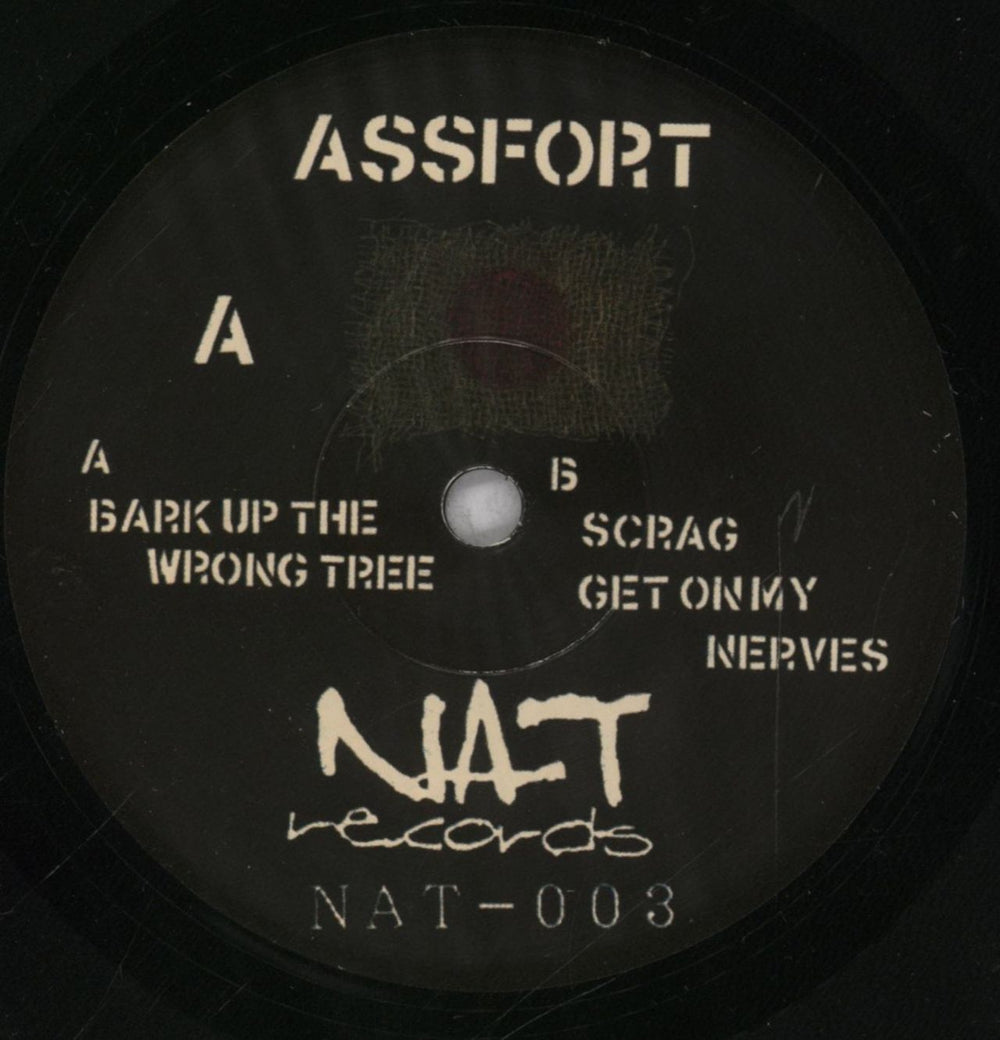 ASSFORT
A
A
BARK UP THE
WRONG TREE
B
SCRAG
GET ON MY
NERVES
NAT
records
NAT-003